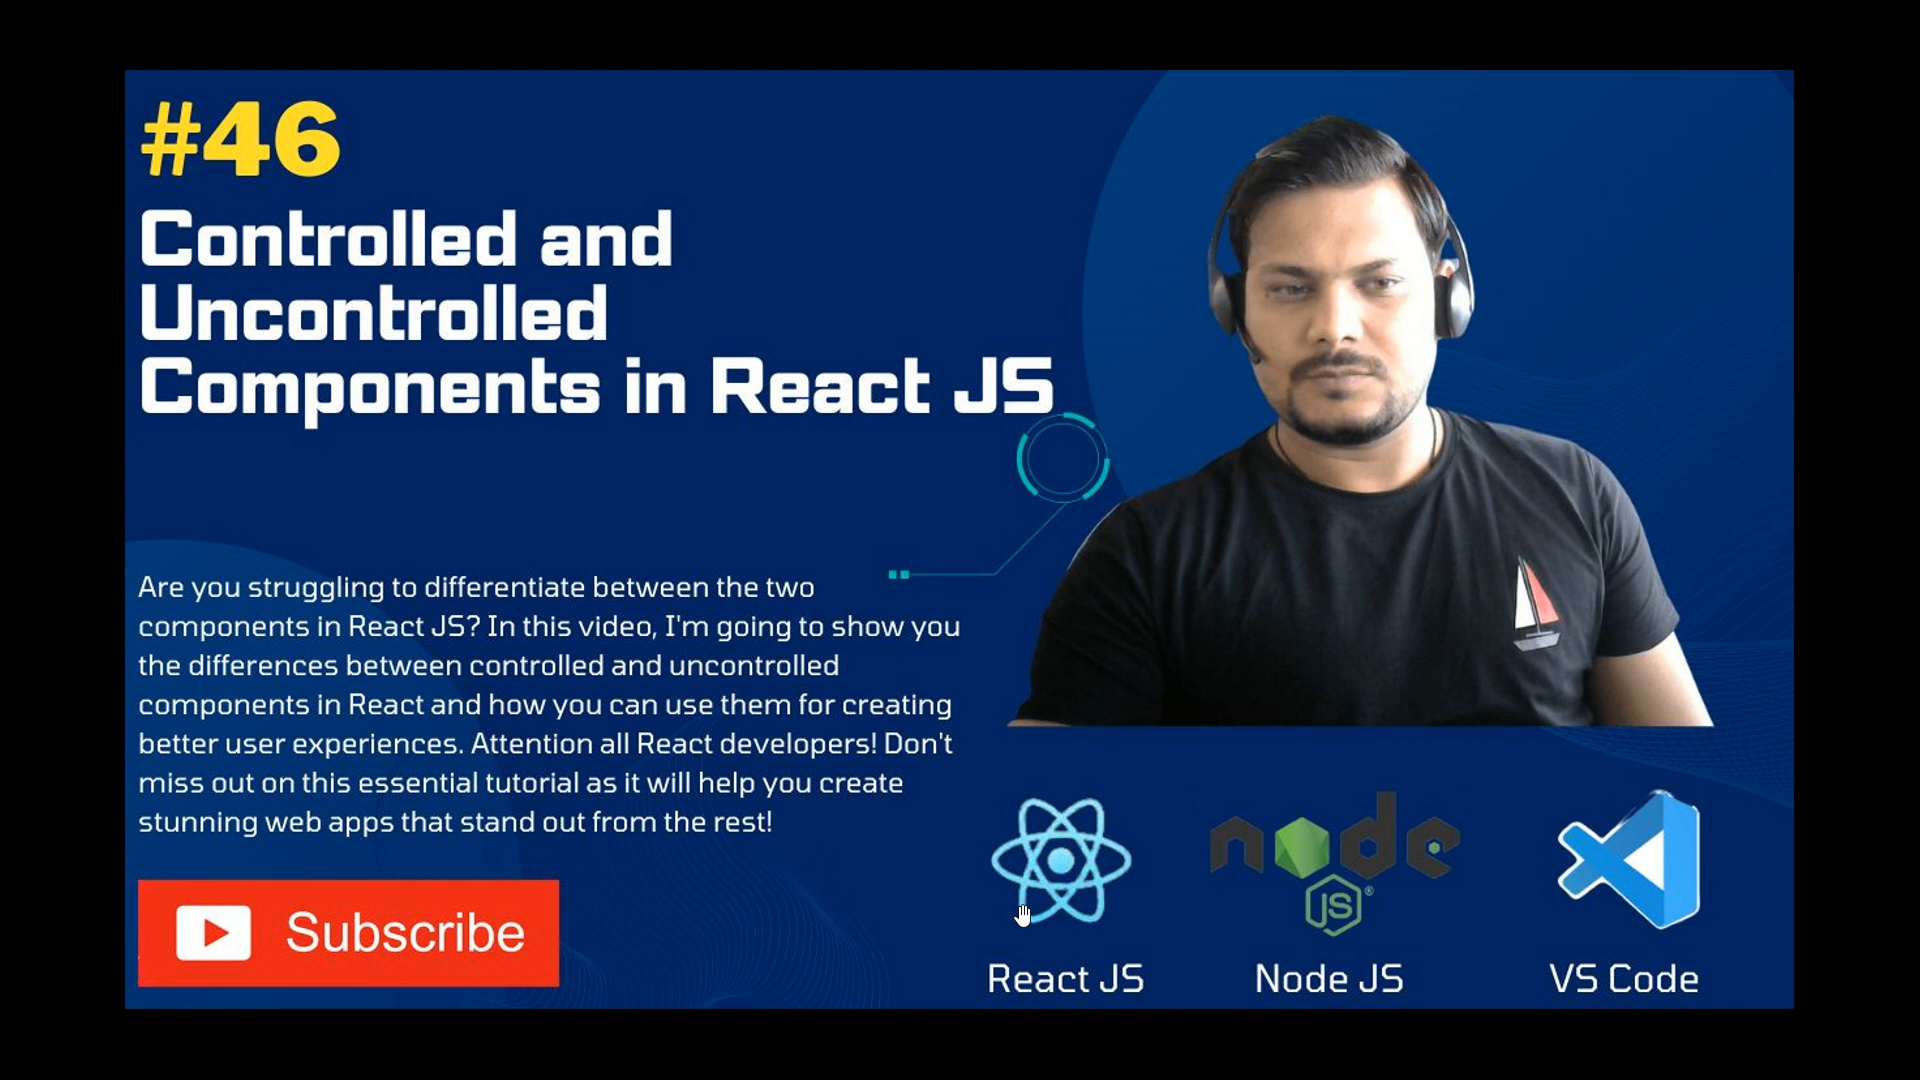 #46
Controlled and
Uncontrolled
Components in React JS
Are you struggling to differentiate between the two
components in React JS? In this video, I'm going to show you
the differences between controlled and uncontrolled
components in React and how you can use them for creating
better user experiences. Attention all React developers! Don't
miss out on this essential tutorial as it will help you create
stunning web apps that stand out from the rest!
Subscribe
node
JS®
React JS
Node JS
VS Code